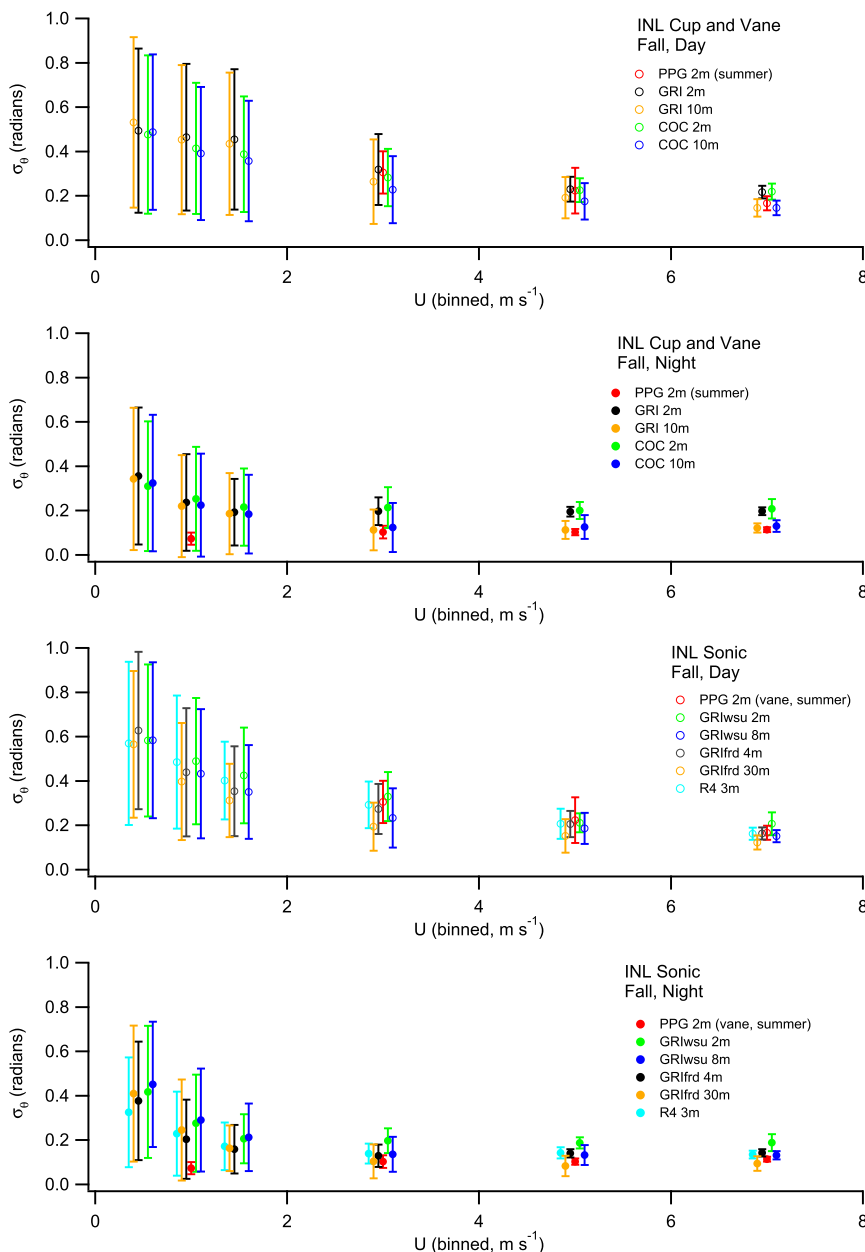 1.0
0.8
0.6
0.4
0.2
0.0
σθ (radians)
INL Cup and Vane
Fall, Day
PPG 2m (summer)
GRI 2m
GRI 10m
COC 2m
COC 10m
0 2 4 6 8
U (binned, m s-1)
1.0
0.8
0.6
0.4
0.2
0.0
σθ (radians)
INL Cup and Vane
Fall, Night
PPG 2m (summer)
GRI 2m
GRI 10m
COC 2m
COC 10m
0 2 4 6 8
U (binned, m s-1)
1.0
0.8
0.6
0.4
0.2
0.0
σθ (radians)
INL Sonic
Fall, Day
PPG 2m (vane, summer)
GRIwsu 2m
GRIwsu 8m
GRIfrd 4m
GRIfrd 30m
R4 3m
0 2 4 6 8
U (binned, m s-1)
1.0
0.8
0.6
0.4
0.2
0.0
σθ (radians)
INL Sonic
Fall, Night
PPG 2m (vane, summer)
GRIwsu 2m
GRIwsu 8m
GRIfrd 4m
GRIfrd 30m
R4 3m
0 2 4 6 8
U (binned, m s-1)